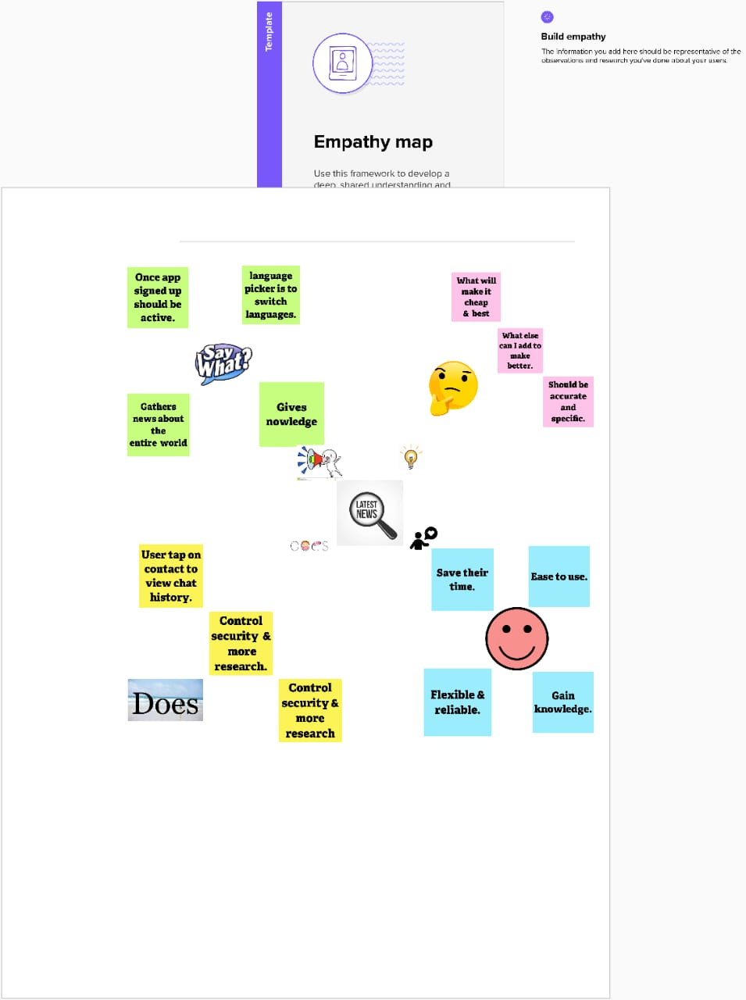 Template
Build empathy
The information you add here should be representative of the
observations and research you've done about your users.
Empathy map
Use this framework to develop a
deep, shared understanding and
Once app
signed up
should be
active.
language
picker is to
switch
languages.
What will
make it
cheap
& best
What else
can I add to
make
better.
Should be
accurate
and
specific.
Say
What?
Gathers
news about
the
entire world
Gives
nowledge
LATEST
NEWS
User tap on
contact to
view chat
history.
Control
security &
more
research.
Does
Control
security &
more
research
Save their
time.
Ease to use.
Flexible &
reliable.
Gain
knowledge.